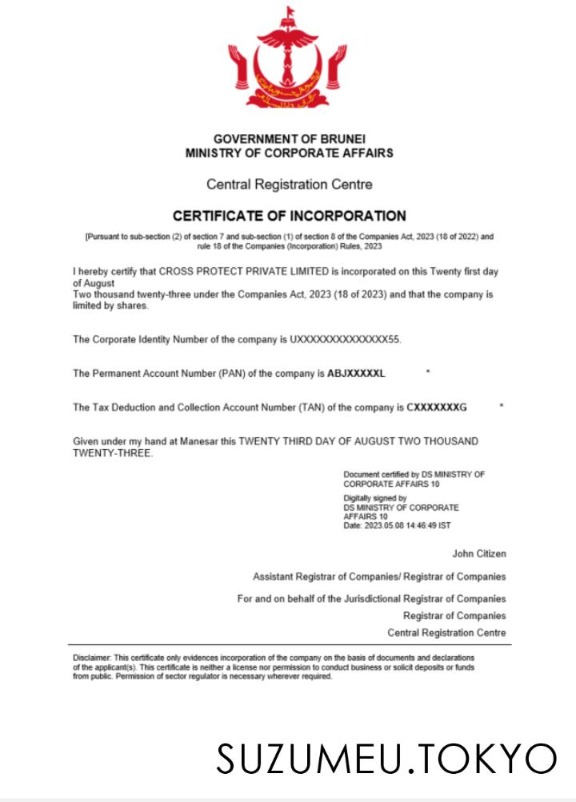 GOVERNMENT OF BRUNEI
MINISTRY OF CORPORATE AFFAIRS
Central Registration Centre
CERTIFICATE OF INCORPORATION
[Pursuant to sub-section (2) of section 7 and sub-section (1) of section 8 of the Companies Act, 2023 (18 of 2022) and
rule 18 of the Companies (Incorporation) Rules, 2023
I hereby certify that CROSS PROTECT PRIVATE LIMITED is incorporated on this Twenty first day
of August
Two thousand twenty-three under the Companies Act, 2023 (18 of 2023) and that the company is
limited by shares.
The Corporate Identity Number of the company is UXXXXXXXXXXXXXX55.
The Permanent Account Number (PAN) of the company is ABJXXXXXL *
The Tax Deduction and Collection Account Number (TAN) of the company is CXXXXXXXG *
Given under my hand at Manesar this TWENTY THIRD DAY OF AUGUST TWO THOUSAND
TWENTY-THREE.
Document certified by DS MINISTRY OF
CORPORATE AFFAIRS 10
Digitally signed by
DS MINISTRY OF CORPORATE
AFFAIRS 10
Date: 2023.05.08 14:46:49 IST
John Citizen
Assistant Registrar of Companies/ Registrar of Companies
For and on behalf of the Jurisdictional Registrar of Companies
Registrar of Companies
Central Registration Centre
Disclaimer: This certificate only evidences incorporation of the company on the basis of documents and declarations
of the applicant(s). This certificate is neither a license nor permission to conduct business or solicit deposits or funds
from public. Permission of sector regulator is necessary wherever required.
SUZUMEU.TOKYO